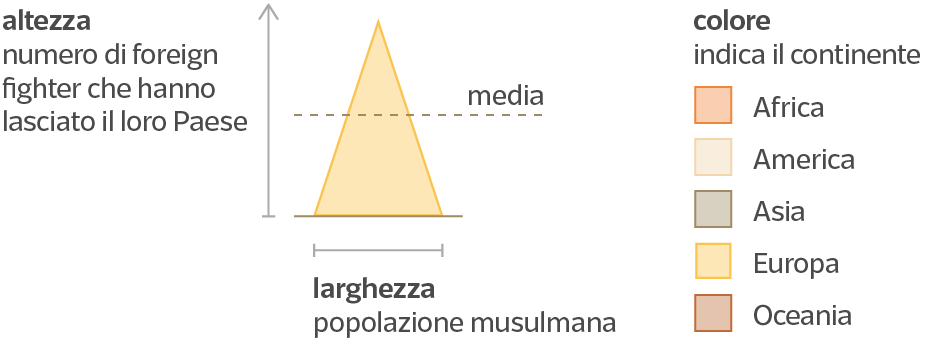 altezza
numero di foreign
fighter che hanno
lasciato il loro Paese
media
larghezza
popolazione musulmana
colore
indica il continente
Africa
America
Asia
Europa
Oceania